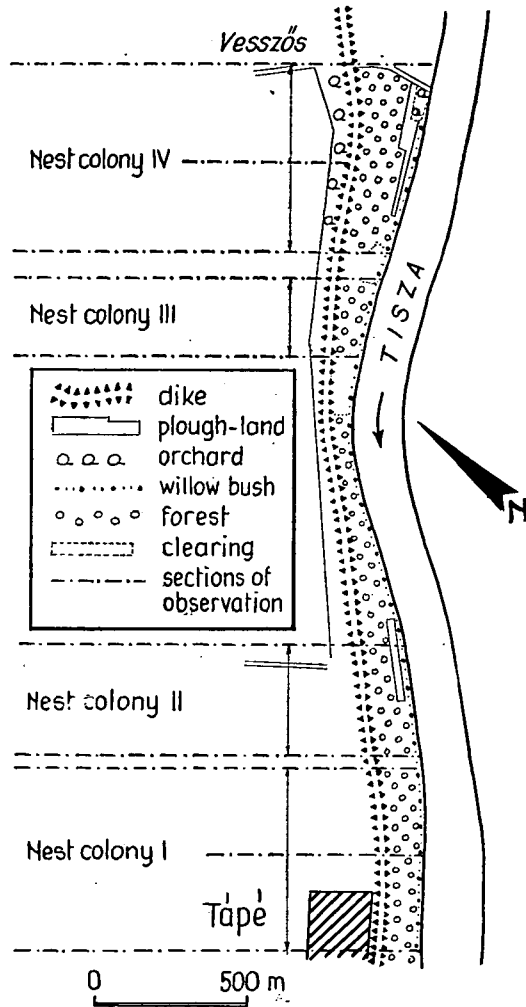 Vesszős
Nest colony IV
Nest colony III
TISZA
dike
plough-land
orchard
willow bush
forest
clearing
sections of
observation
N
Nest colony II
Nest colony I
Tápé
0 500 m